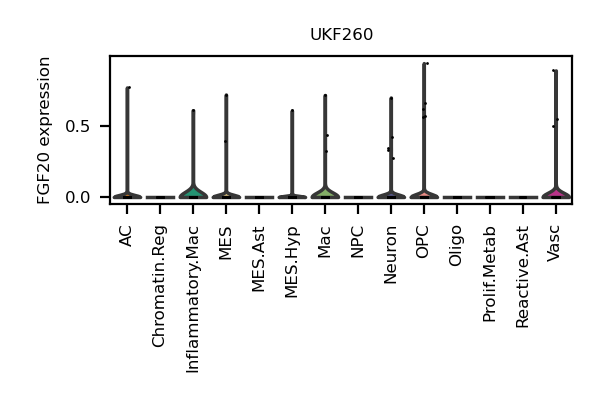 UKF260
FGF20 expression
0.5
0.0
AC
Chromatin.Reg
Inflammatory.Mac
MES
MES.Ast
MES.Hyp
Mac
NPC
Neuron
OPC
Oligo
Prolif.Metab
Reactive.Ast
Vasc